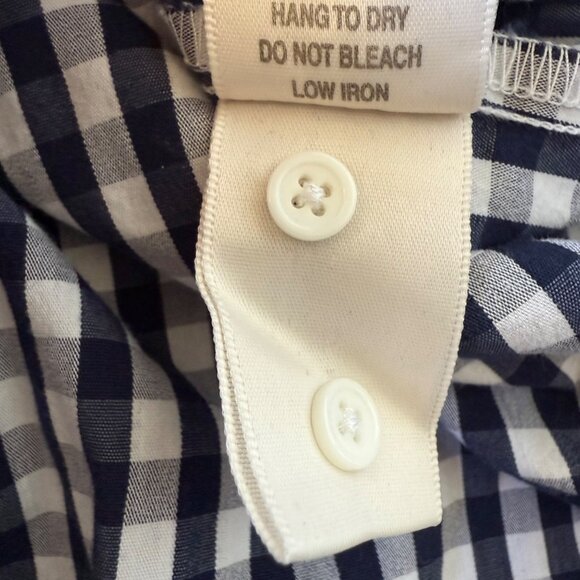 HANG TO DRY
DO NOT BLEACH
LOW IRON